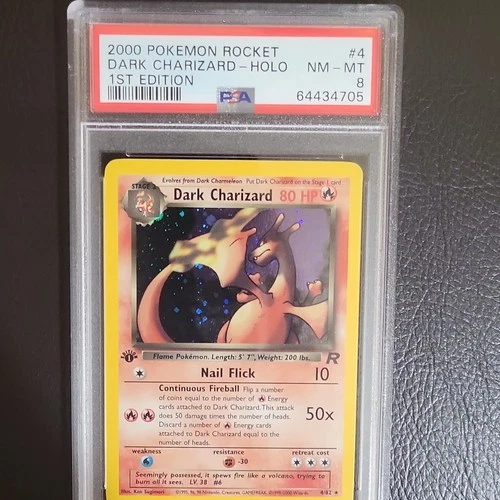 2000 POKEMON ROCKET #4
DARK CHARIZARD - HOLO NM - MT
1ST EDITION 8
PSA 64434705
Evolves from Dark Charmeleon Put Dark Charizard on the Stage 1 card
STAGE 2
Dark Charizard 80 HP
EDITION
1
Flame Pokémon. Length: 5' 7", Weight: 200 lbs.
R
Nail Flick 10
Continuous Fireball Flip a number
of coins equal to the number of Energy
cards attached to Dark Charizard. This attack
does 50 damage times the number of heads.
Discard a number of Energy cards
attached to Dark Charizard equal to the
number of heads.
50x
weakness resistance retreat cost
-30
Seemingly possessed, it spews fire like a volcano, trying to
burn all it sees. LV. 38 #6
Illus. Ken Sugimori 4/82